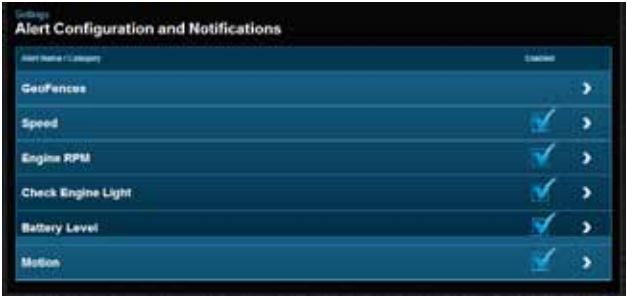 Settings
Alert Configuration and Notifications
Alert Name / Category Enabled
GeoFences
Speed
Engine RPM
Check Engine Light
Battery Level
Motion